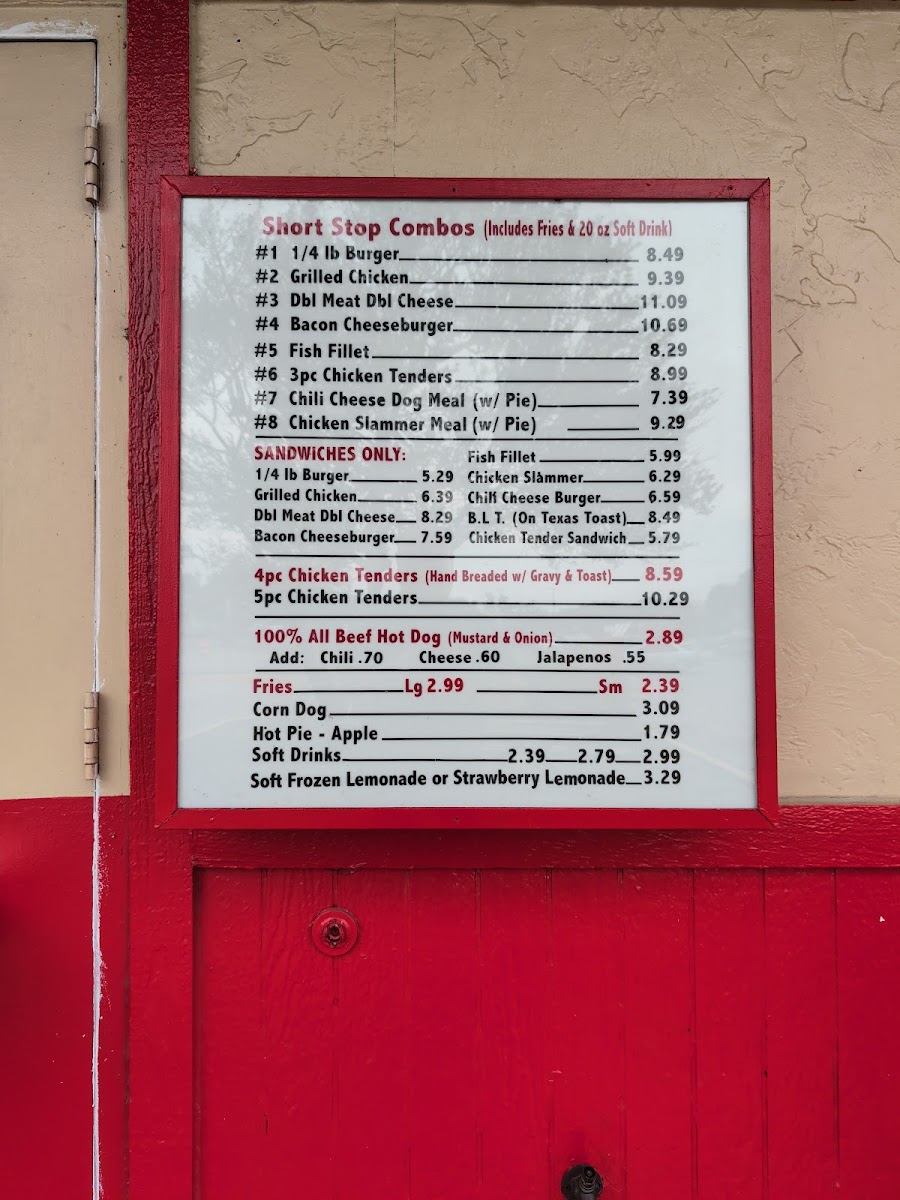 Short Stop Combos (Includes Fries & 20 oz Soft Drink)
#1 1/4 lb Burger 8.49
#2 Grilled Chicken 9.39
#3 Dbl Meat Dbl Cheese 11.09
#4 Bacon Cheeseburger 10.69
#5 Fish Fillet 8.29
#6 3pc Chicken Tenders 8.99
#7 Chili Cheese Dog Meal (w/ Pie) 7.39
#8 Chicken Slammer Meal (w/ Pie) 9.29
SANDWICHES ONLY:
1/4 lb Burger 5.29
Grilled Chicken 6.39
Dbl Meat Dbl Cheese 8.29
Bacon Cheeseburger 7.59
Fish Fillet 5.99
Chicken Slammer 6.29
Chili Cheese Burger 6.59
B.L T. (On Texas Toast) 8.49
Chicken Tender Sandwich 5.79
4pc Chicken Tenders (Hand Breaded w/ Gravy & Toast) 8.59
5pc Chicken Tenders 10.29
100% All Beef Hot Dog (Mustard & Onion) 2.89
Add: Chili .70 Cheese .60 Jalapenos .55
Fries Lg 2.99 Sm 2.39
Corn Dog 3.09
Hot Pie - Apple 1.79
Soft Drinks 2.39 2.79 2.99
Soft Frozen Lemonade or Strawberry Lemonade 3.29